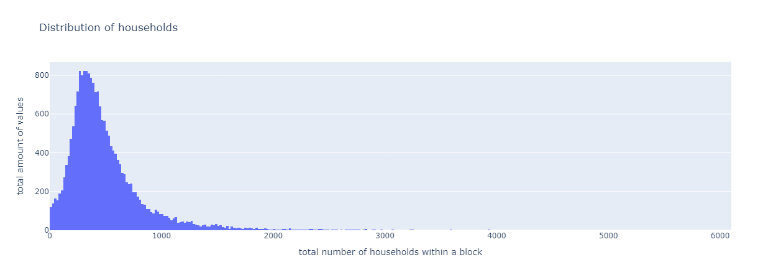 Distribution of households
total amount of values
800
600
400
200
0
0 1000 2000 3000 4000 5000 6000
total number of households within a block